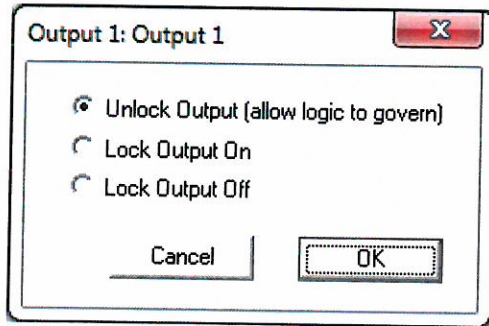 Output 1: Output 1
Unlock Output (allow logic to govern)
Lock Output On
Lock Output Off
Cancel OK